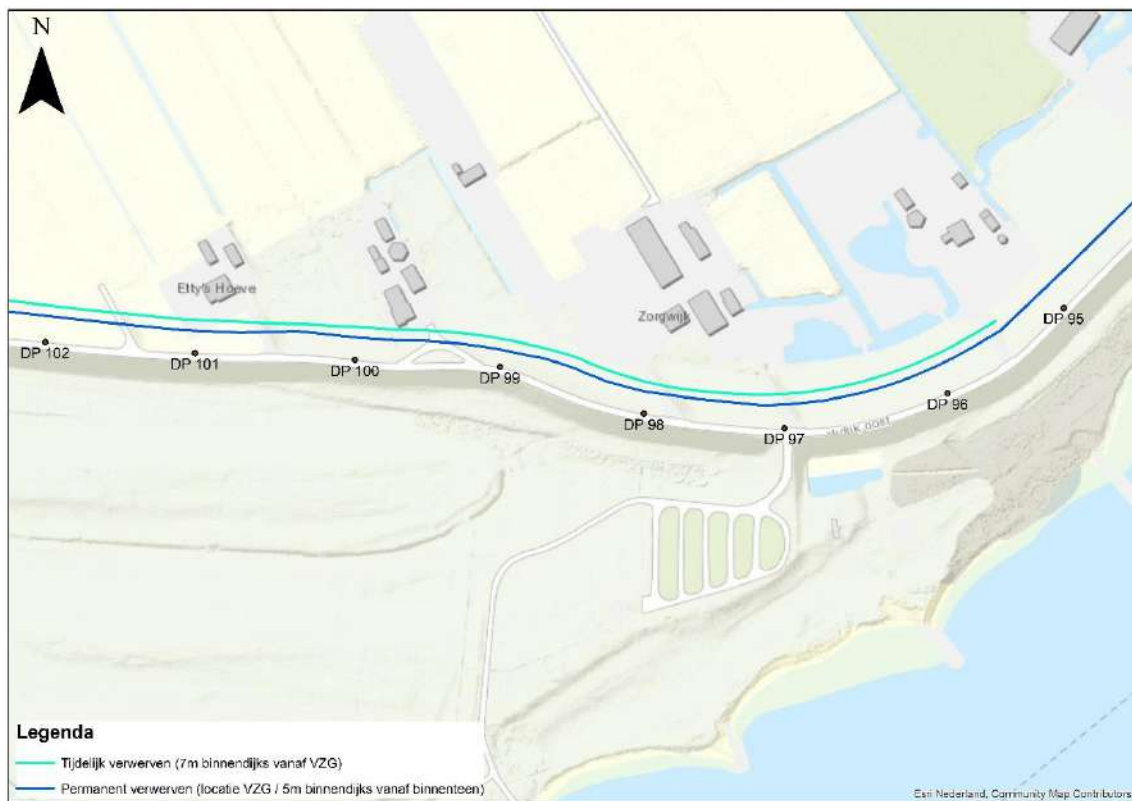 N
Etty's Hoeve
Zorgwijk
DP 95
DP 102
DP 101
DP 100
DP 99
DP 96
DP 98
DP 97
oost
Legenda
Tijdelijk verwerven (7m binnendijks vanaf VZG)
Permanent verwerven (locatie VZG / 5m binnendijks vanaf binnenteen)
Esri Nederland, Community Map Contributors